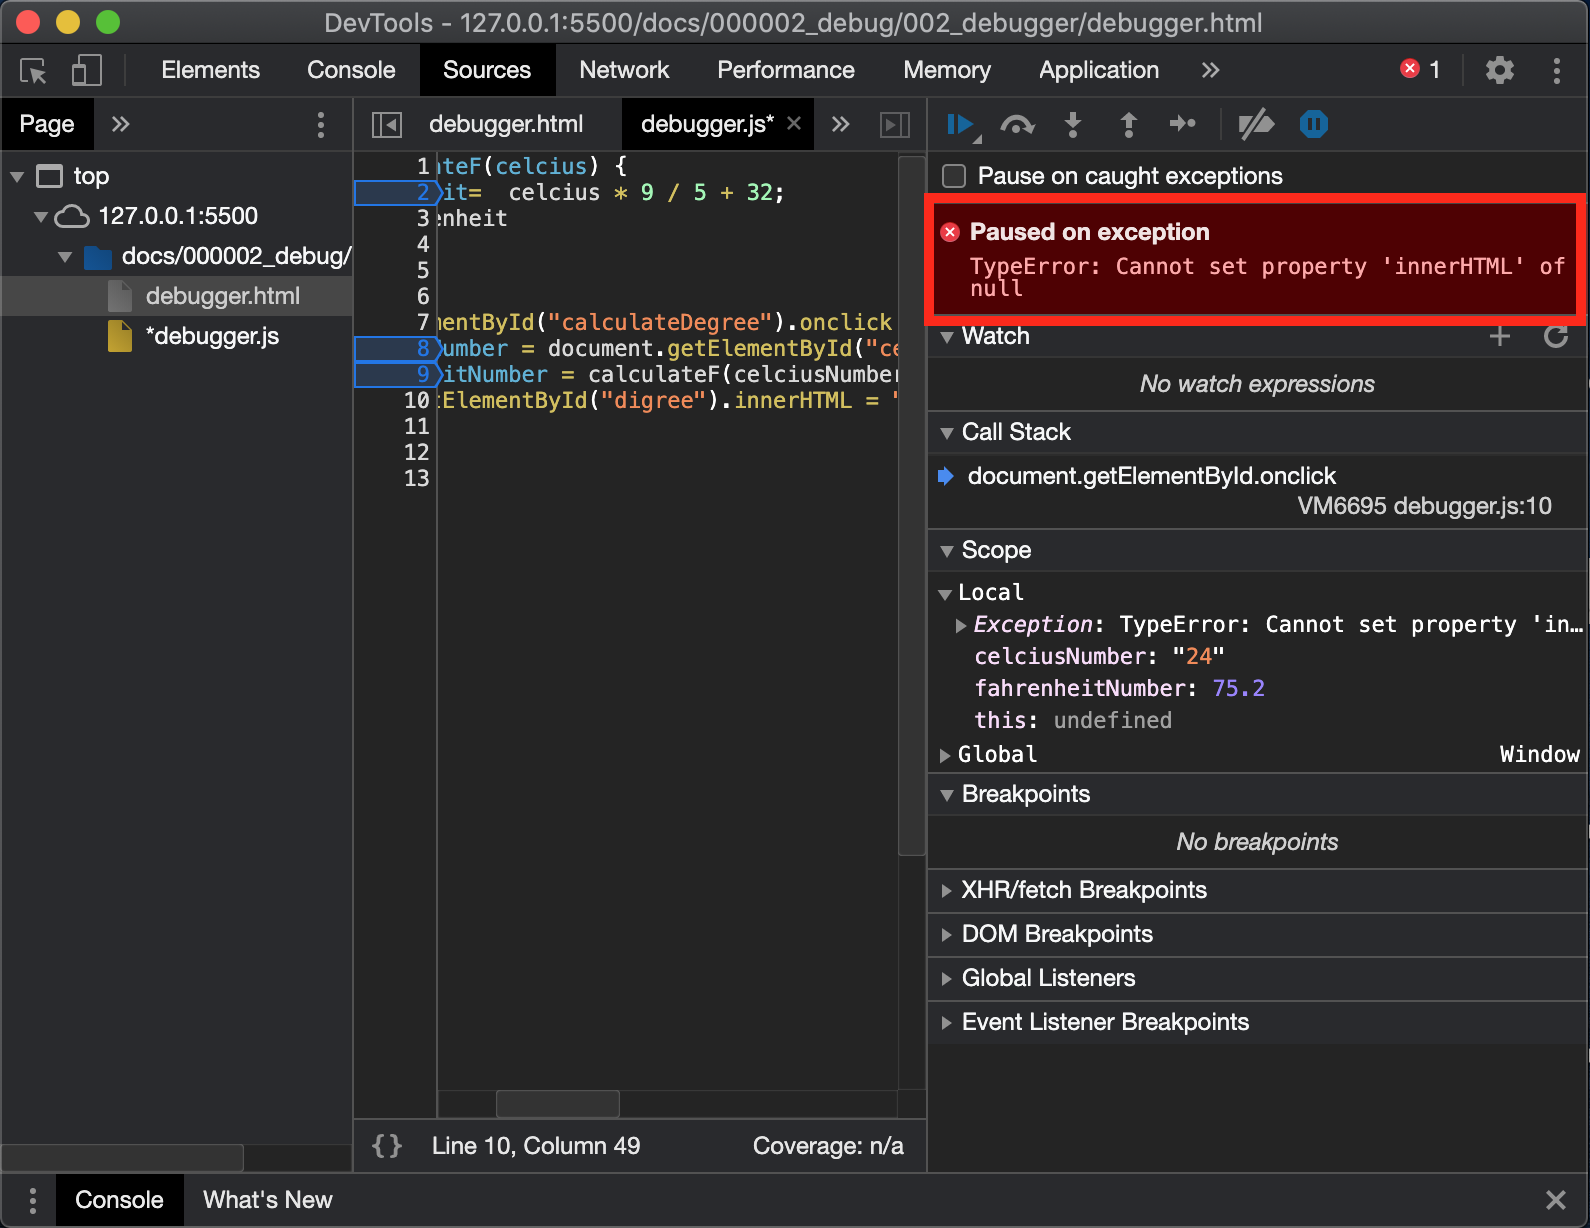 DevTools - 127.0.0.1:5500/docs/000002_debug/002_debugger/debugger.html
Elements Console Sources Network Performance Memory Application » 1
Page » debugger.html debugger.js* × »
top
127.0.0.1:5500
docs/000002_debug/
debugger.html
*debugger.js
1 ateF(celcius) {
2 it= celcius * 9 / 5 + 32;
3 enheit
4
5
6
7 mentById("calculateDegree").onclick
8 umber = document.getElementById("ce
9 itNumber = calculateF(celciusNumber
10 tElementById("digree").innerHTML = "
11
12
13
{} Line 10, Column 49 Coverage: n/a
Pause on caught exceptions
Paused on exception
TypeError: Cannot set property 'innerHTML' of
null
Watch
No watch expressions
Call Stack
document.getElementById.onclick
VM6695 debugger.js:10
Scope
Local
Exception: TypeError: Cannot set property 'in…
celciusNumber: "24"
fahrenheitNumber: 75.2
this: undefined
Global Window
Breakpoints
No breakpoints
XHR/fetch Breakpoints
DOM Breakpoints
Global Listeners
Event Listener Breakpoints
Console What's New